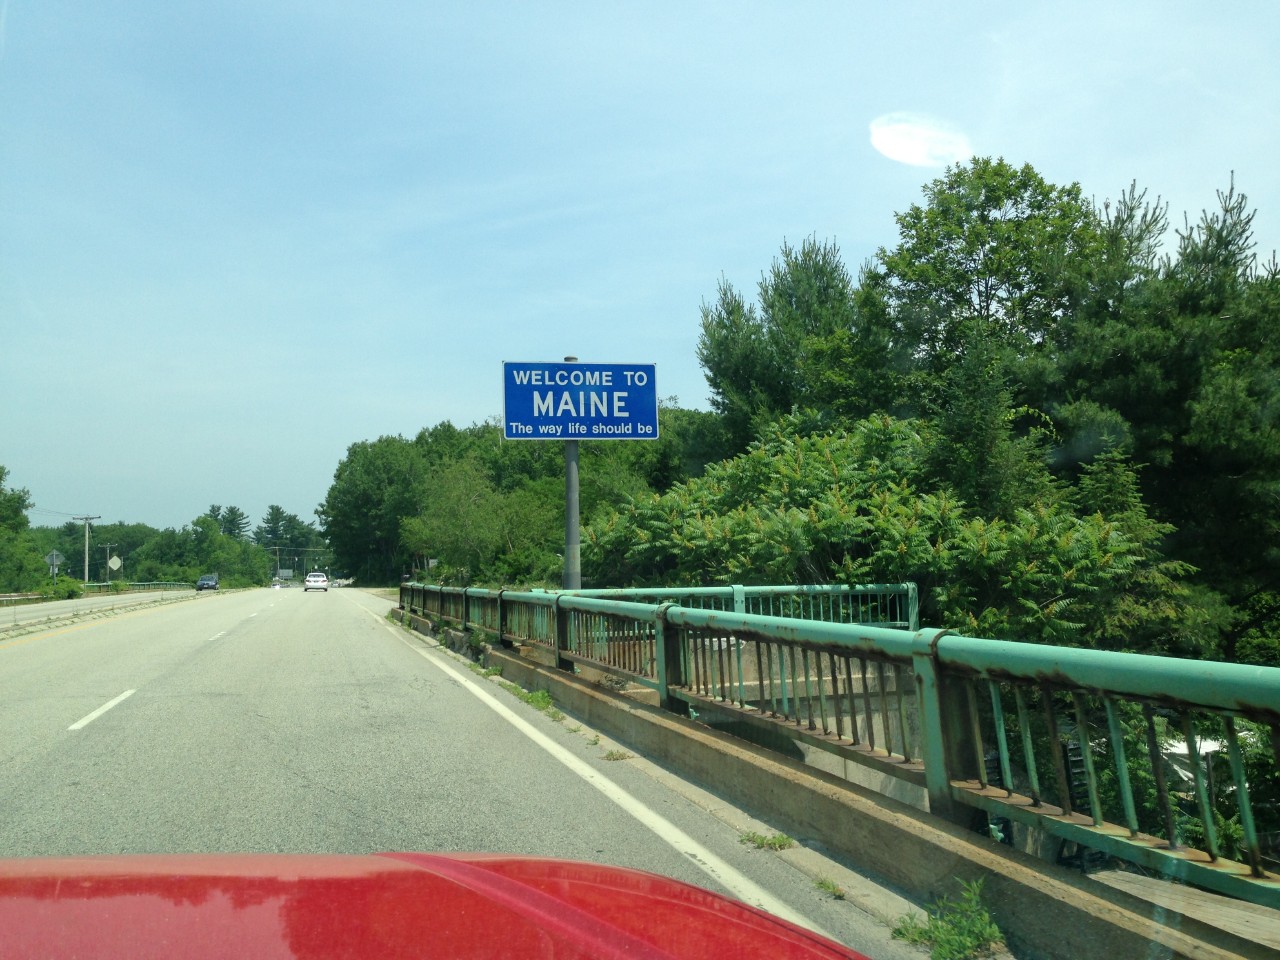 WELCOME TO
MAINE
The way life should be